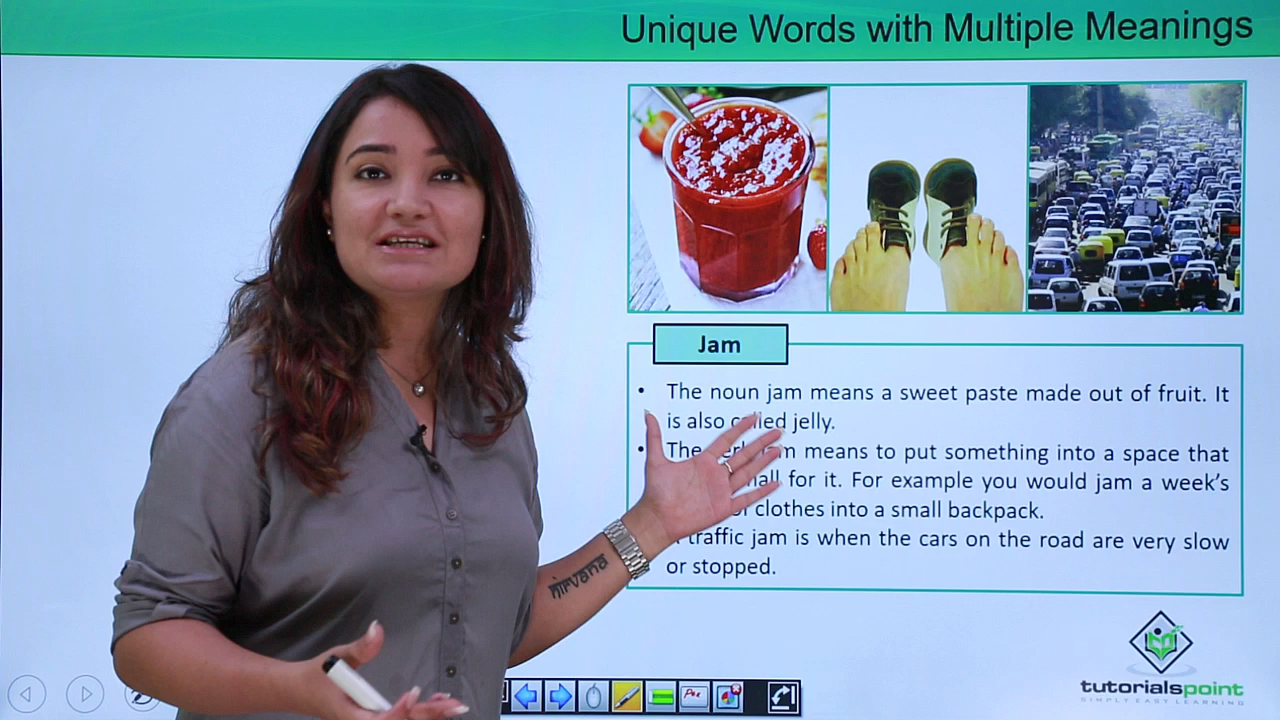 Unique Words with Multiple Meanings
Jam
• The noun jam means a sweet paste made out of fruit. It
is also called jelly.
• The verb jam means to put something into a space that
small for it. For example you would jam a week's
clothes into a small backpack.
traffic jam is when the cars on the road are very slow
or stopped.
nirvana
tutorialspoint
SIMPLY EASY LEARNING